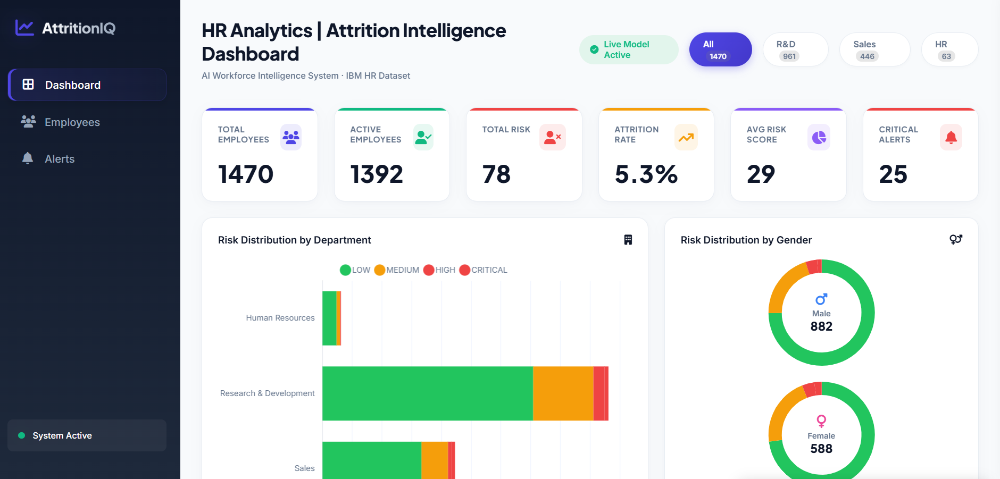 AttritionIQ
Dashboard
Employees
Alerts
System Active
HR Analytics | Attrition Intelligence
Dashboard
AI Workforce Intelligence System · IBM HR Dataset
Live Model
Active
All
1470
R&D
961
Sales
446
HR
63
TOTAL
EMPLOYEES
1470
ACTIVE
EMPLOYEES
1392
TOTAL RISK
78
ATTRITION
RATE
5.3%
AVG RISK
SCORE
29
CRITICAL
ALERTS
25
Risk Distribution by Department
LOW MEDIUM HIGH CRITICAL
Human Resources
Research & Development
Sales
Risk Distribution by Gender
Male
882
Female
588